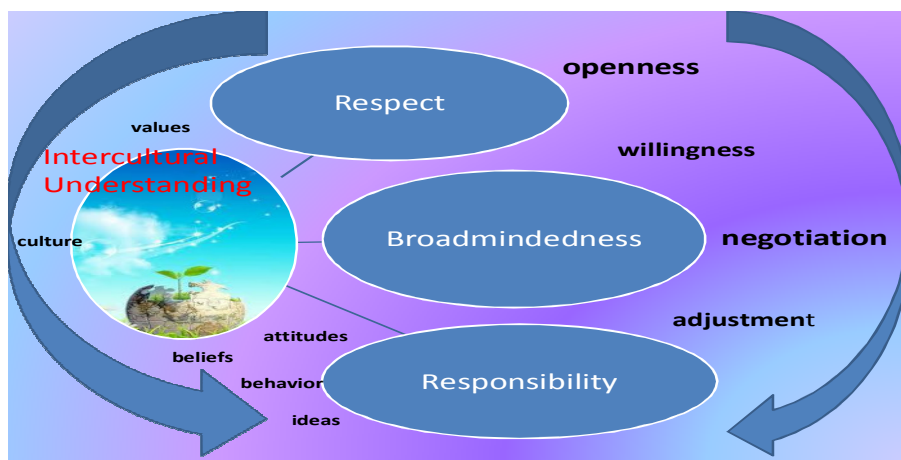 openness
Respect
values
willingness
Intercultural
Understanding
culture
Broadmindedness
negotiation
adjustment
attitudes
beliefs
behavior
Responsibility
ideas